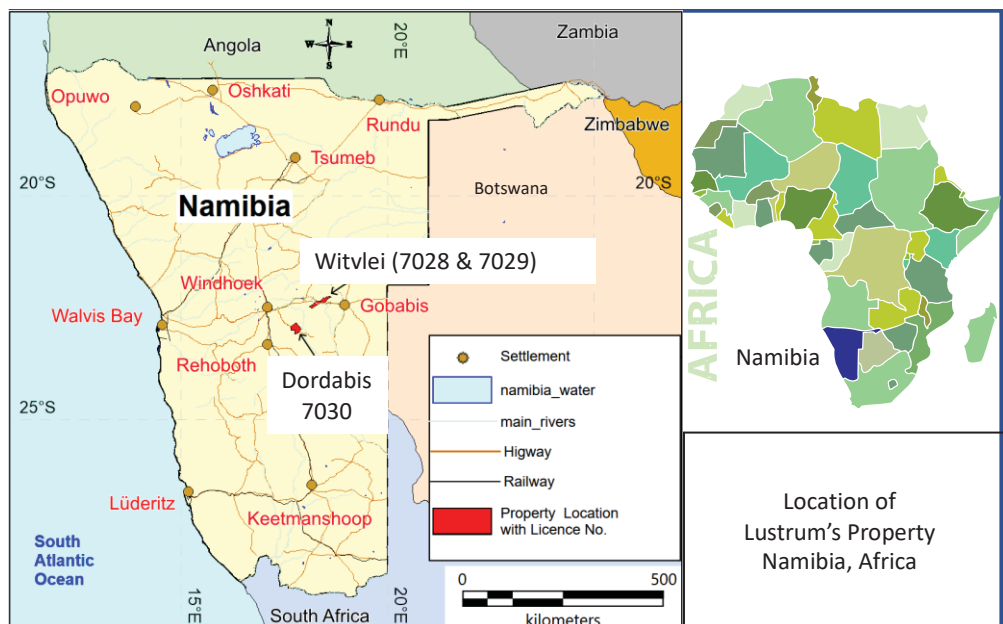 Angola
N
W
E
S
20°E
Zambia
Opuwo
Oshkati
Rundu
Zimbabwe
Tsumeb
20°S
Botswana
20°S
Namibia
Witvlei (7028 & 7029)
Windhoek
Gobabis
Walvis Bay
Rehoboth
Dordabis
7030
25°S
Lüderitz
Keetmanshoop
South
Atlantic
Ocean
15°E
20°E
South Africa
Settlement
namibia_water
main_rivers
Higway
Railway
Property Location
with Licence No.
0
500
kilometers
AFRICA
Namibia
Location of
Lustrum's Property
Namibia, Africa